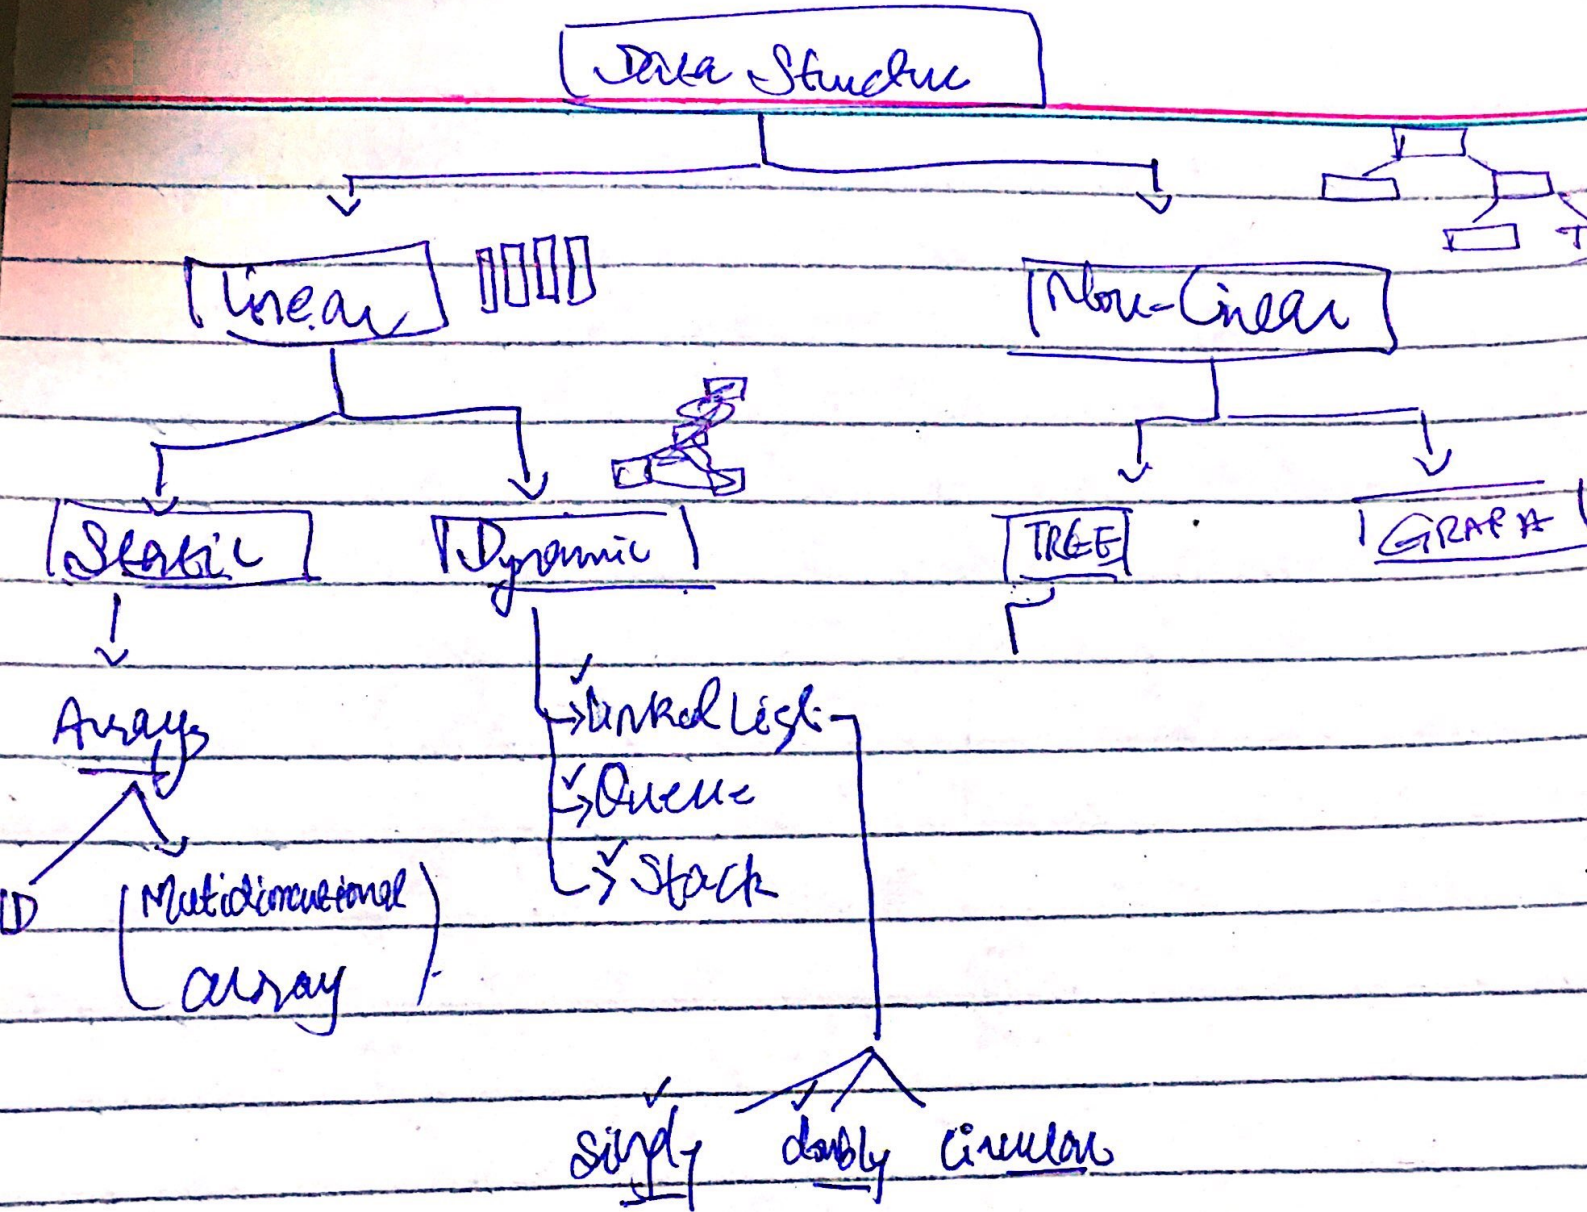 Data Structure
Linear
Non-Linear
Static
Dynamic
TREE
GRAPH
Arrays
Linked List
Queue
Stack
1D
Multidimensional
array
singly doubly circular